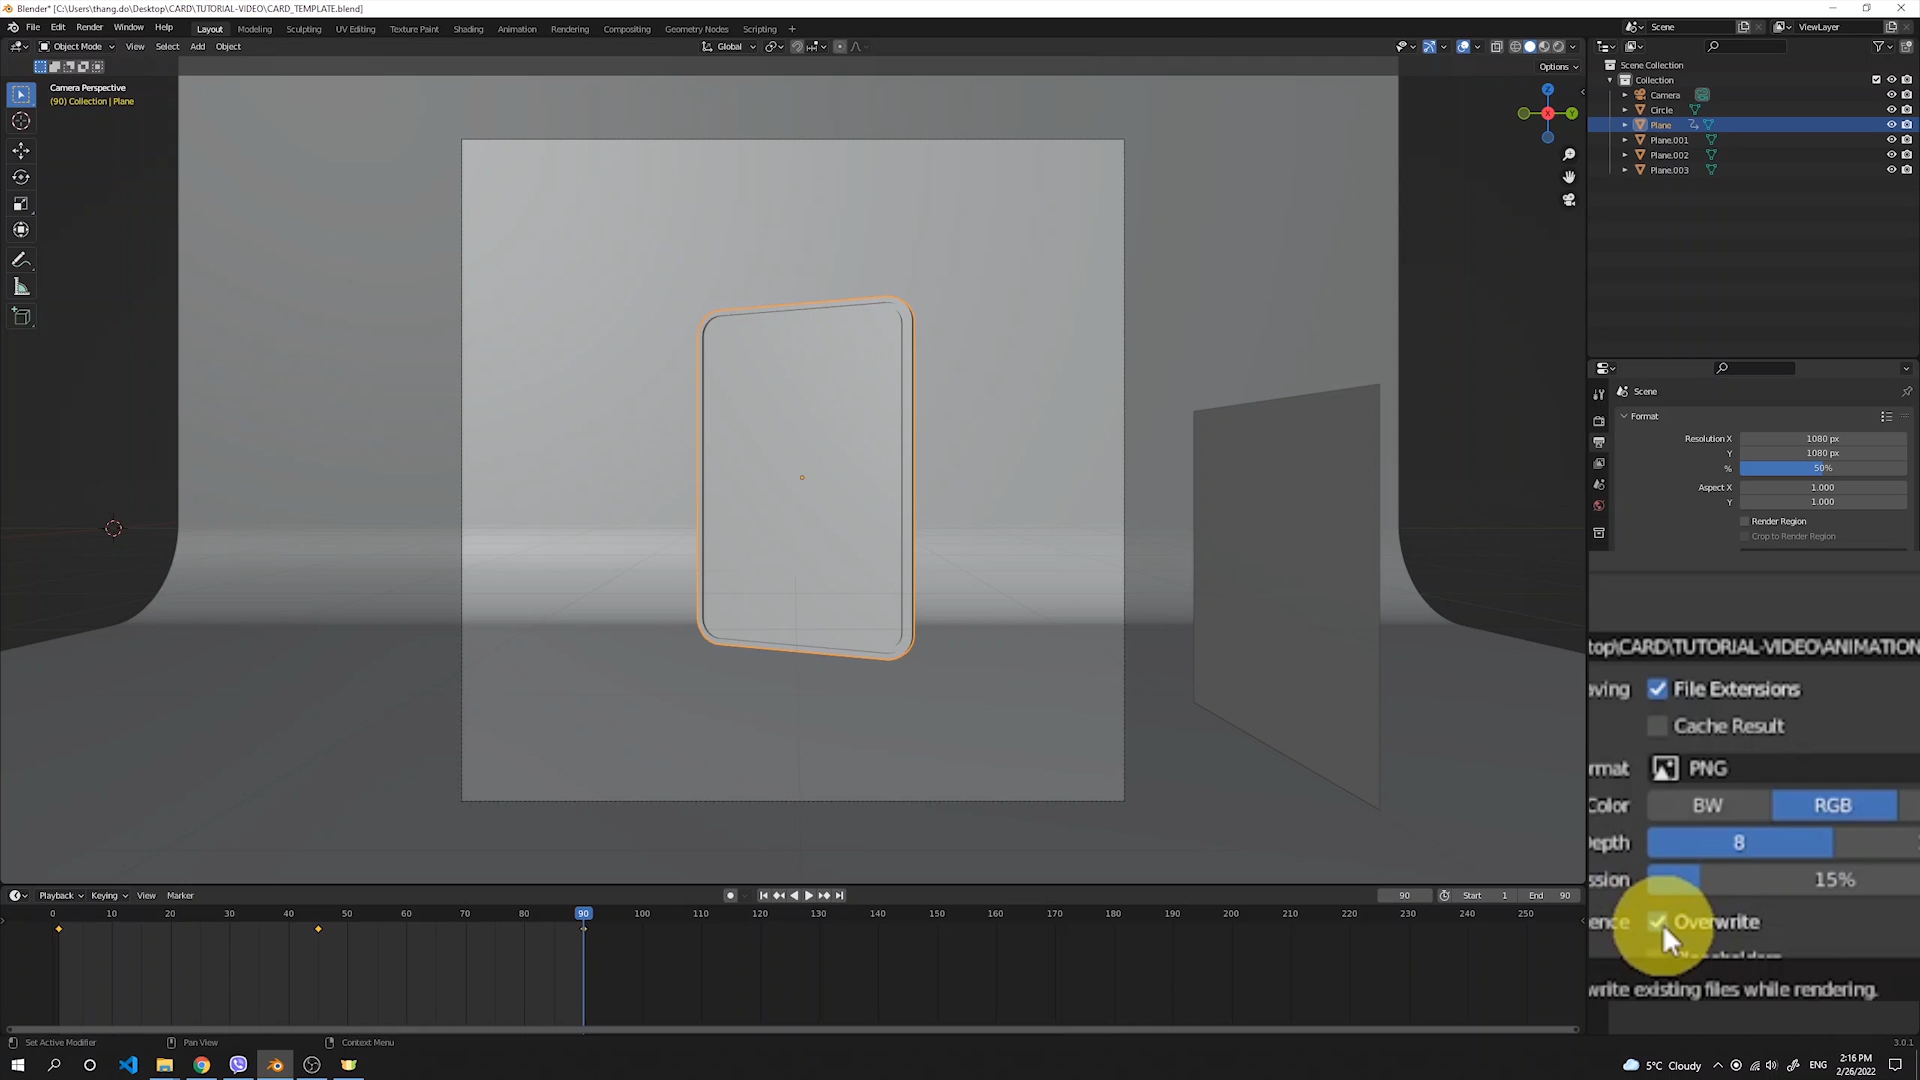 Blender* [C:\Users\thang.do\Desktop\CARD\TUTORIAL-VIDEO\CARD_TEMPLATE.blend]
File Edit Render Window Help Layout Modeling Sculpting UV Editing Texture Paint Shading Animation Rendering Compositing Geometry Nodes Scripting + Scene ViewLayer
Object Mode View Select Add Object Global
Options
Camera Perspective
(90) Collection | Plane
Z
X
Y
Scene Collection
Collection
Camera
Circle
Plane
Plane.001
Plane.002
Plane.003
Scene
Format
Resolution X 1080 px
Y 1080 px
% 50%
Aspect X 1.000
Y 1.000
Render Region
Crop to Render Region
top\CARD\TUTORIAL-VIDEO\ANIMATION
aving File Extensions
Cache Result
rmat PNG
Color BW RGB
Depth 8
ssion 15%
ence Overwrite
write existing files while rendering.
Playback Keying View Marker 90 Start 1 End 90
0 10 20 30 40 50 60 70 80 90 100 110 120 130 140 150 160 170 180 190 200 210 220 230 240 250
Set Active Modifier Pan View Context Menu 3.0.1
5°C Cloudy ENG 2:16 PM
2/26/2022